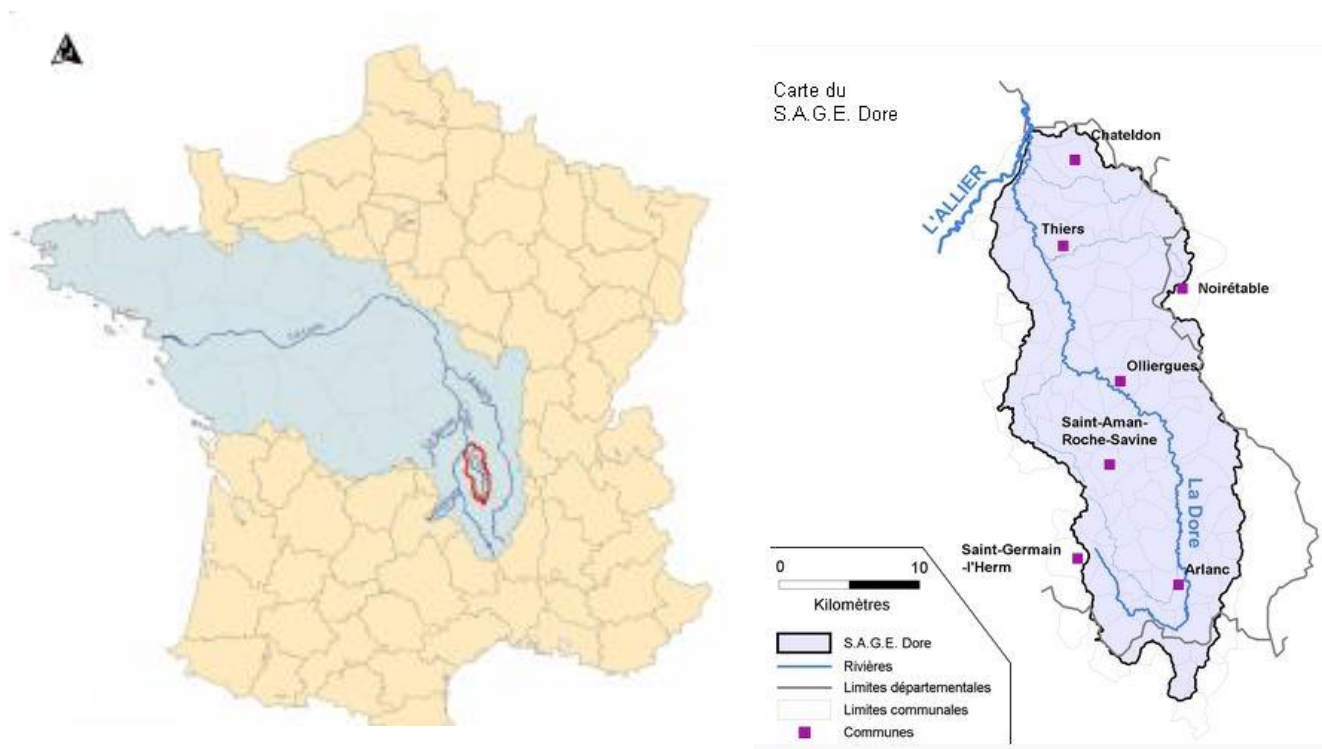 Carte du
S.A.G.E. Dore
Chateldon
L'ALLIER
Thiers
Noirétable
Olliergues
Saint-Aman-
Roche-Savine
La Dore
Saint-Germain
-l'Herm
Arlanc
0 10
Kilomètres
S.A.G.E. Dore
Rivières
Limites départementales
Limites communales
Communes